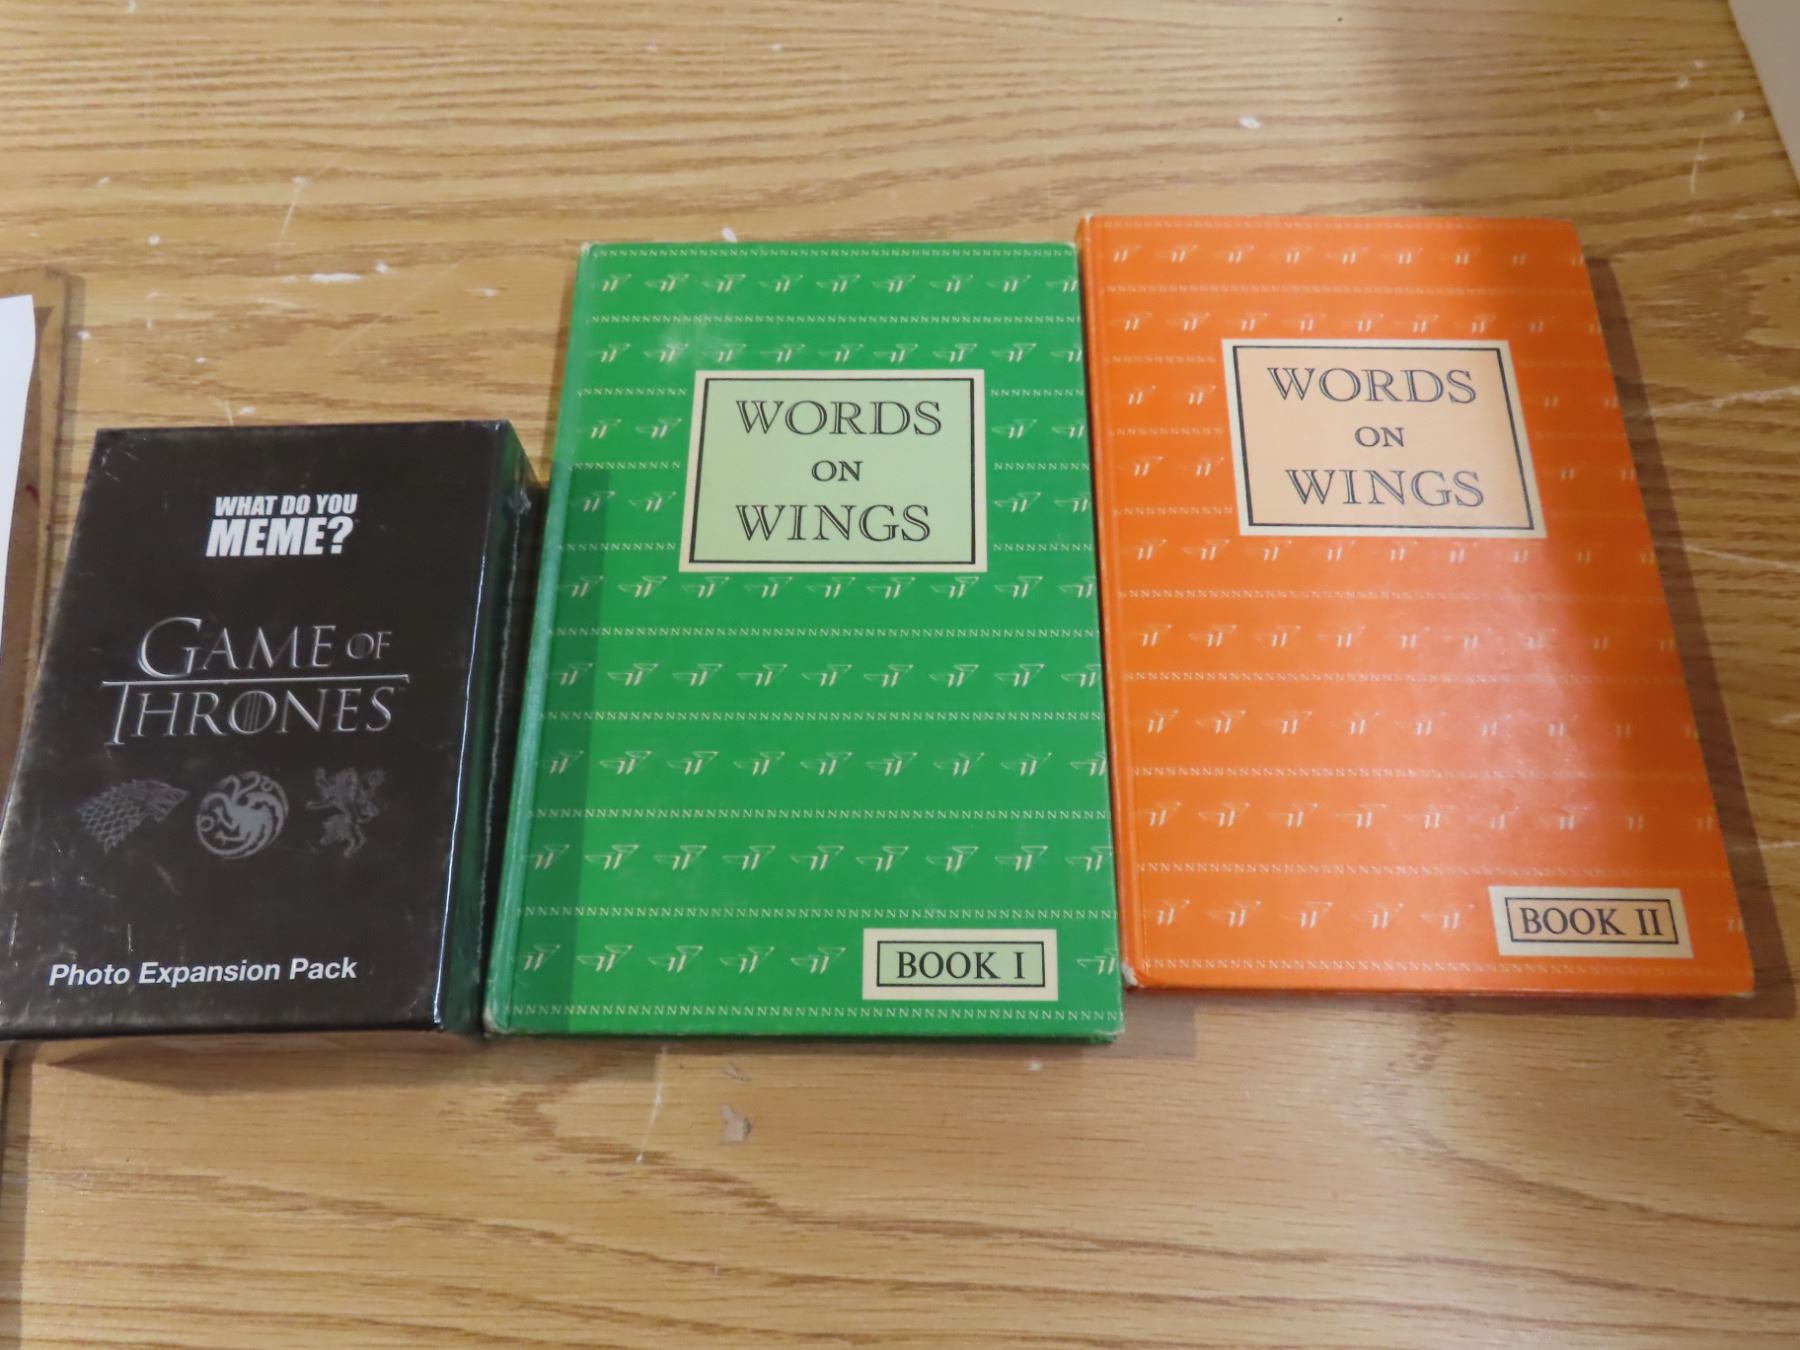 WHAT DO YOU
MEME?
GAME OF
THRONES
Photo Expansion Pack
WORDS
ON
WINGS
BOOK I
WORDS
ON
WINGS
BOOK II